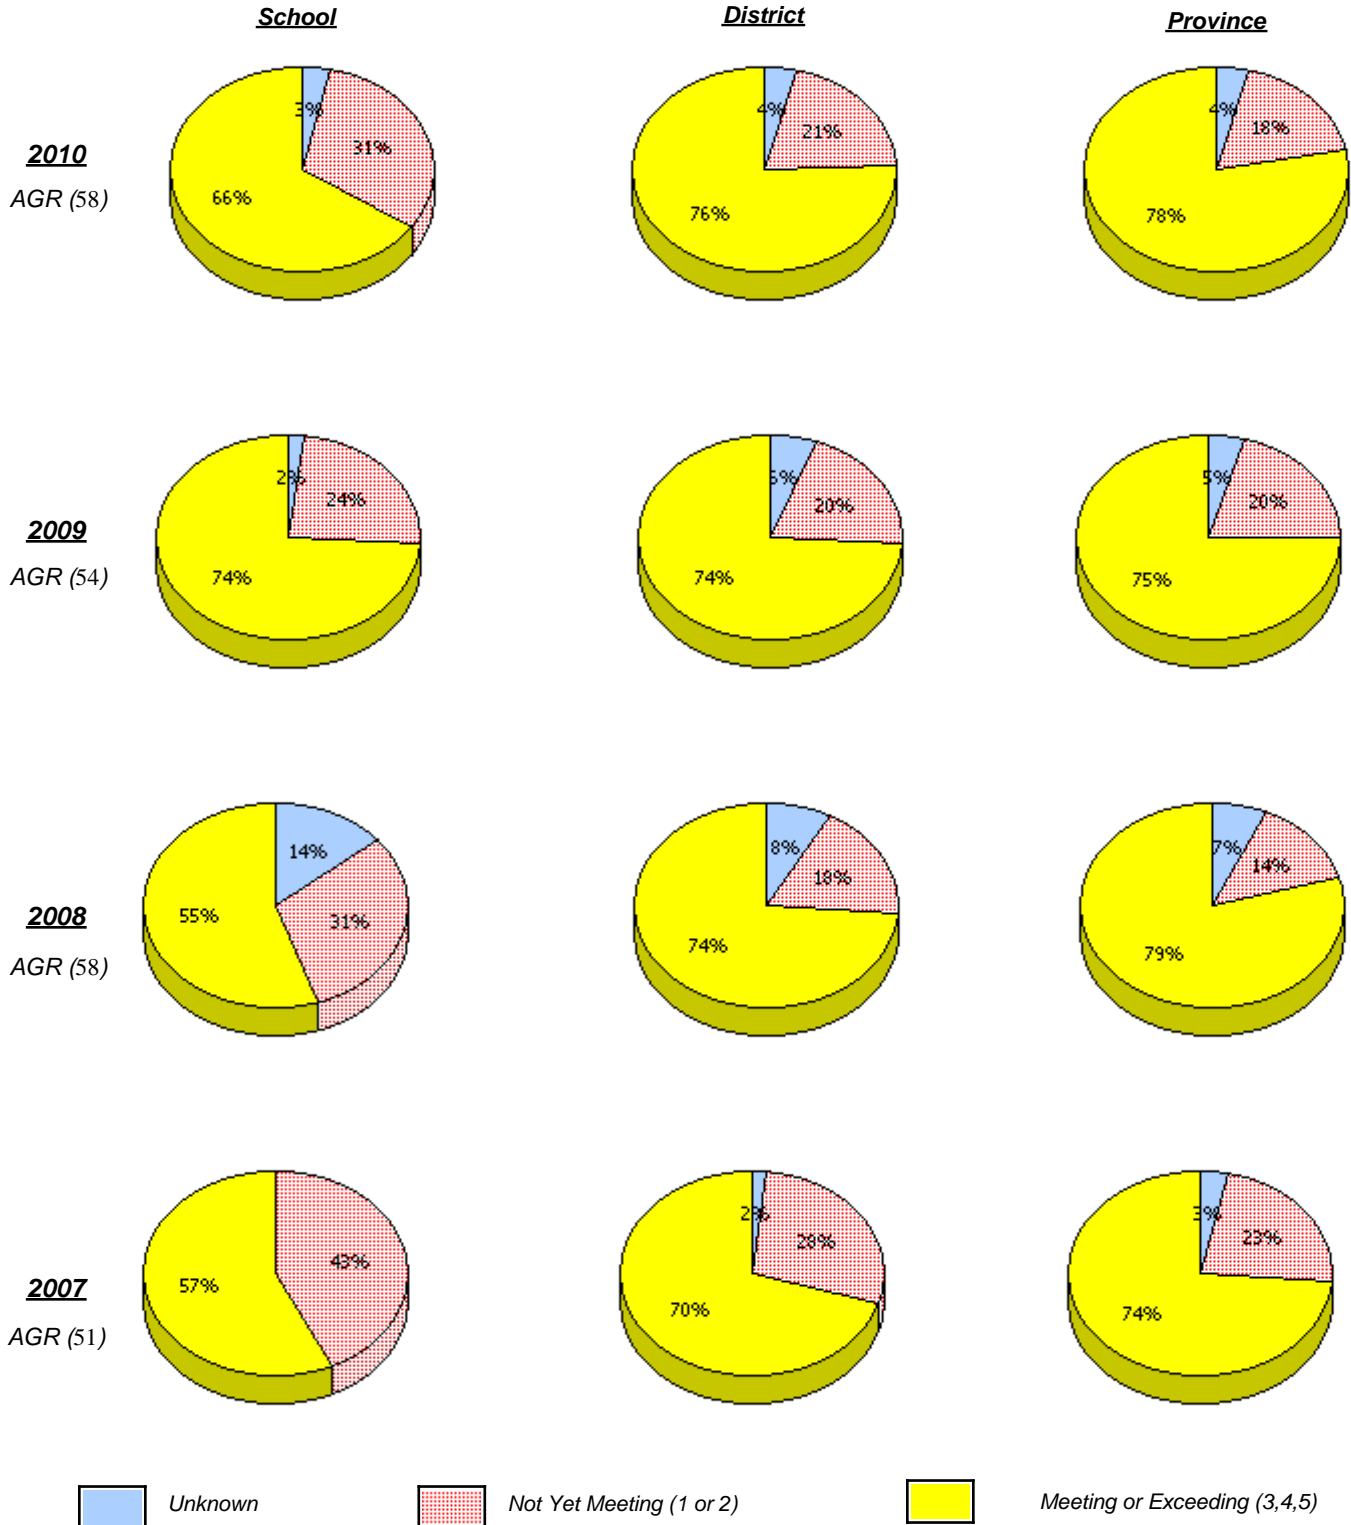 School District Province
3% 31% 66%
4% 21% 76%
4% 18% 78%
2010
AGR (58)
2% 24% 74%
20% 74%
5% 20% 75%
2009
AGR (54)
14% 31% 55%
8% 18% 74%
7% 14% 79%
2008
AGR (58)
43% 57%
2% 28% 70%
3% 23% 74%
2007
AGR (51)
Unknown Not Yet Meeting (1 or 2) Meeting or Exceeding (3,4,5)